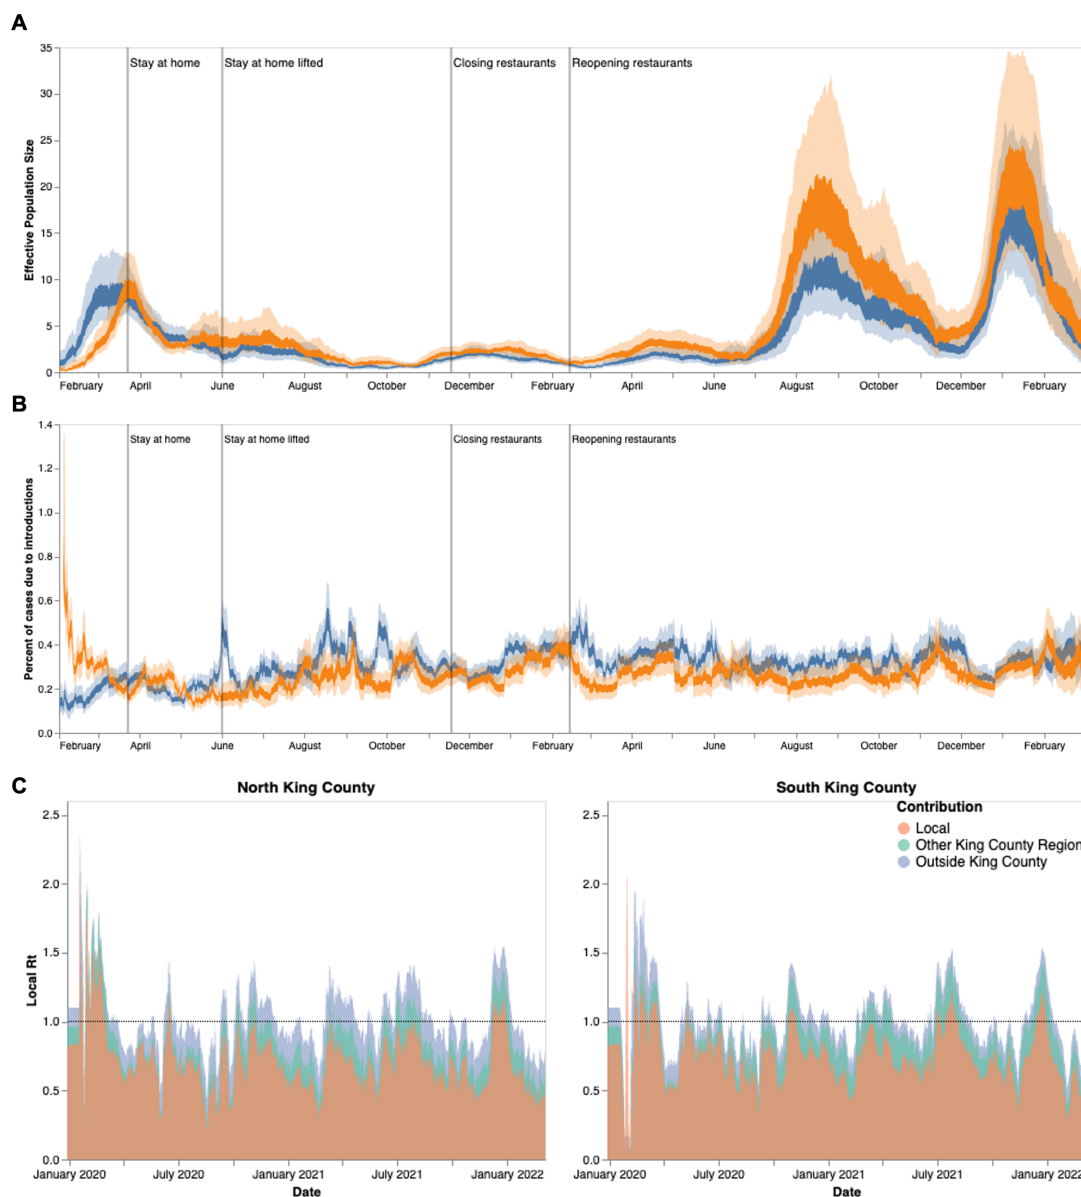 A
Effective Population Size
35
30
25
20
15
10
5
0
Stay at home
Stay at home lifted
Closing restaurants
Reopening restaurants
February April June August October December February April June August October December February
B
Percent of cases due to introductions
1.4
1.2
1.0
0.8
0.6
0.4
0.2
0.0
Stay at home
Stay at home lifted
Closing restaurants
Reopening restaurants
February April June August October December February April June August October December February
C
North King County
Local Rt
2.5
2.0
1.5
1.0
0.5
0.0
January 2020 July 2020 January 2021 July 2021 January 2022
Date
South King County
Contribution
Local
Other King County Region
Outside King County
2.5
2.0
1.5
1.0
0.5
0.0
January 2020 July 2020 January 2021 July 2021 January 2022
Date